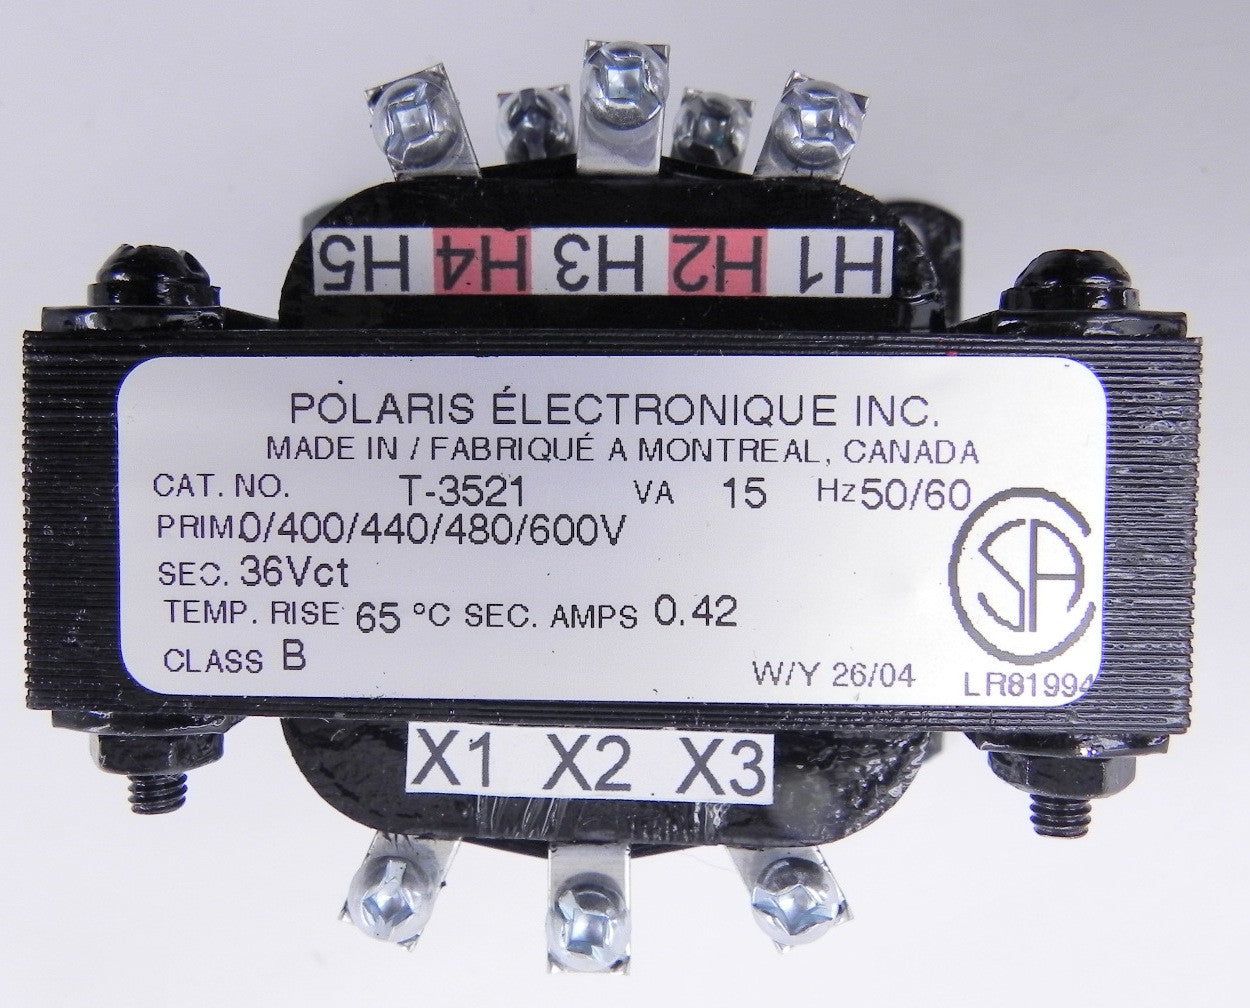 H5 H4 H3 H2 H1
POLARIS ÉLECTRONIQUE INC.
MADE IN / FABRIQUÉ A MONTREAL, CANADA
CAT. NO. T-3521 VA 15 Hz 50/60
PRIM. 0/400/440/480/600V
SEC. 36Vct
TEMP. RISE 65 °C SEC. AMPS 0.42
CLASS B
W/Y 26/04
SA
LR81994
X1 X2 X3